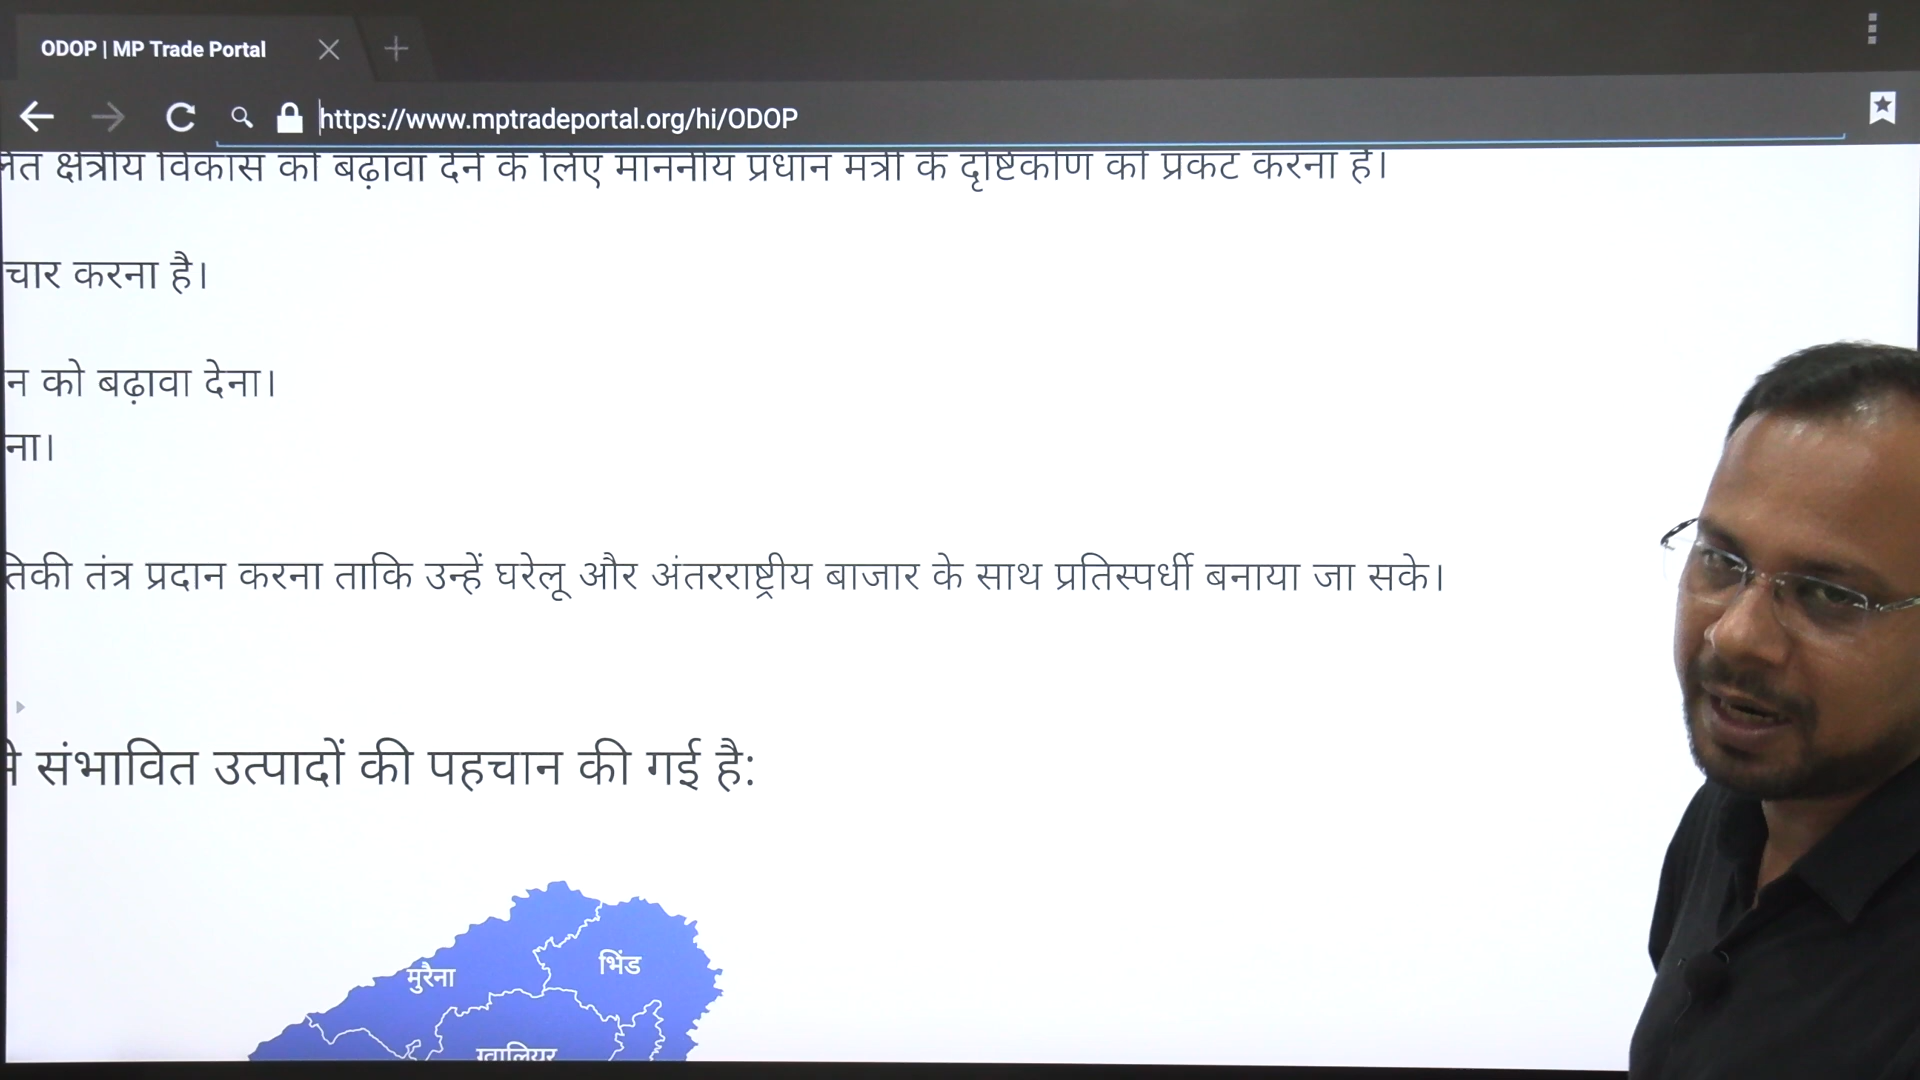 ODOP | MP Trade Portal
https://www.mptradeportal.org/hi/ODOP
क्षेत्रीय विकास को बढ़ावा देने के लिए माननीय प्रधान मंत्री के दृष्टिकोण को प्रकट करना है।
चार करना है।
न को बढ़ावा देना।
ना।
तिकी तंत्र प्रदान करना ताकि उन्हें घरेलू और अंतरराष्ट्रीय बाजार के साथ प्रतिस्पर्धी बनाया जा सके।
संभावित उत्पादों की पहचान की गई है:
भिंड
मुरैना
ग्वालियर